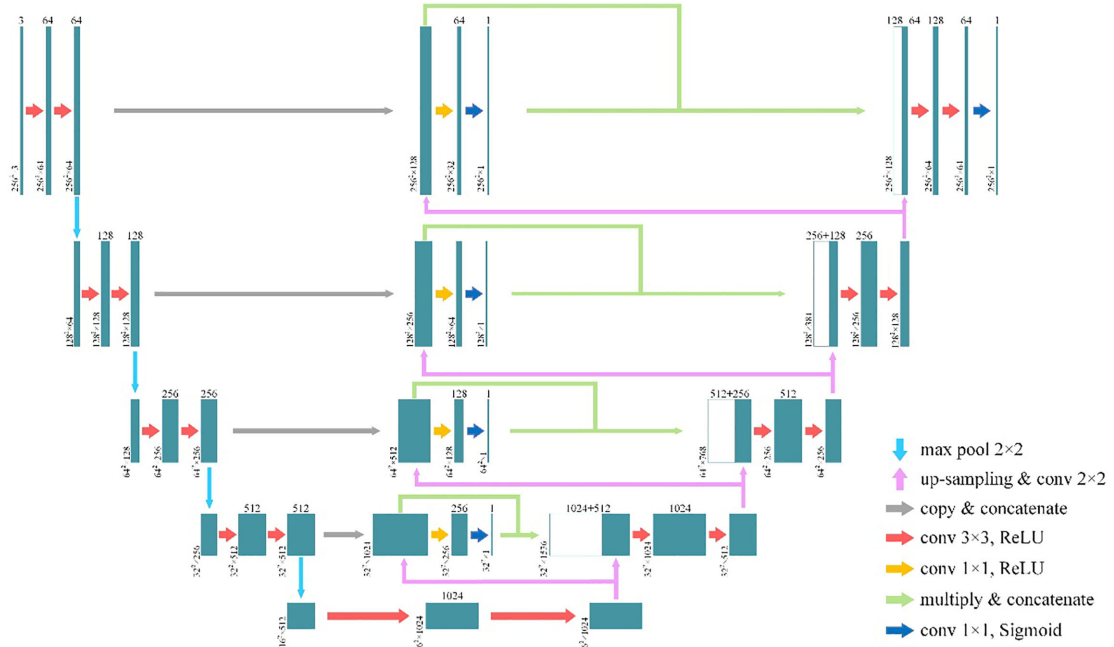 3 64 64 64 1 128 64 128 64 1
256²×3 256²×64 256²×64 256²×128 256²×32 256²×1 256²×128 256²×64 256²×64 256²×1
128 128 256+128 256
128²×64 128²×128 128²×128 128²×256 128²×64 128²×1 128²×384 128²×256 128²×128
256 256 128 1 512+256 512
64²×128 64²×256 64²×256 64²×512 64²×128 64²×1 64²×768 64²×256 64²×256
512 512 256 1 1024+512 1024
32²×256 32²×512 32²×512 32²×1024 32²×256 32²×1 32²×1576 32²×1024 32²×512
1024
16²×512 6²×1024 6²×1024
max pool 2×2
up-sampling & conv 2×2
copy & concatenate
conv 3×3, ReLU
conv 1×1, ReLU
multiply & concatenate
conv 1×1, Sigmoid